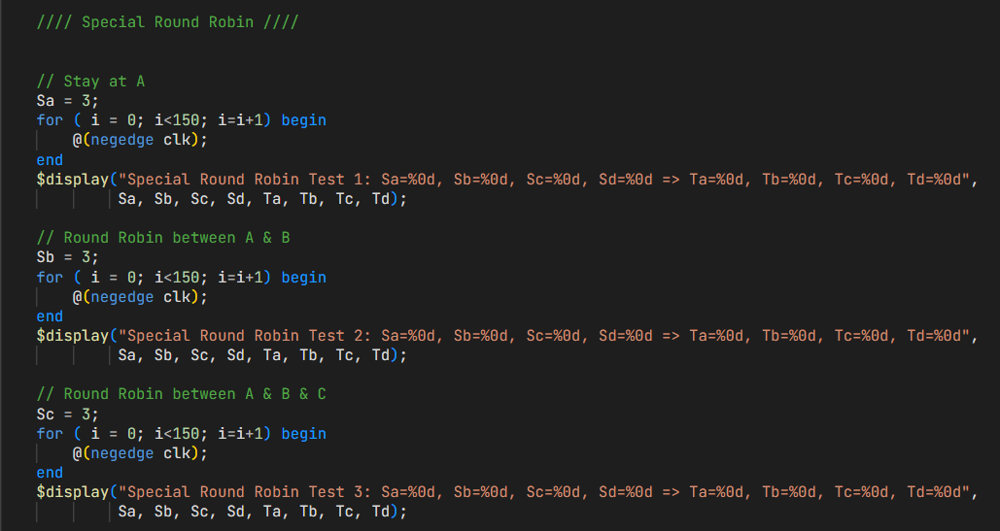 //// Special Round Robin ////
// Stay at A
Sa = 3;
for ( i = 0; i<150; i=i+1) begin
@(negedge clk);
end
$display("Special Round Robin Test 1: Sa=%0d, Sb=%0d, Sc=%0d, Sd=%0d => Ta=%0d, Tb=%0d, Tc=%0d, Td=%0d",
Sa, Sb, Sc, Sd, Ta, Tb, Tc, Td);
// Round Robin between A & B
Sb = 3;
for ( i = 0; i<150; i=i+1) begin
@(negedge clk);
end
$display("Special Round Robin Test 2: Sa=%0d, Sb=%0d, Sc=%0d, Sd=%0d => Ta=%0d, Tb=%0d, Tc=%0d, Td=%0d",
Sa, Sb, Sc, Sd, Ta, Tb, Tc, Td);
// Round Robin between A & B & C
Sc = 3;
for ( i = 0; i<150; i=i+1) begin
@(negedge clk);
end
$display("Special Round Robin Test 3: Sa=%0d, Sb=%0d, Sc=%0d, Sd=%0d => Ta=%0d, Tb=%0d, Tc=%0d, Td=%0d",
Sa, Sb, Sc, Sd, Ta, Tb, Tc, Td);